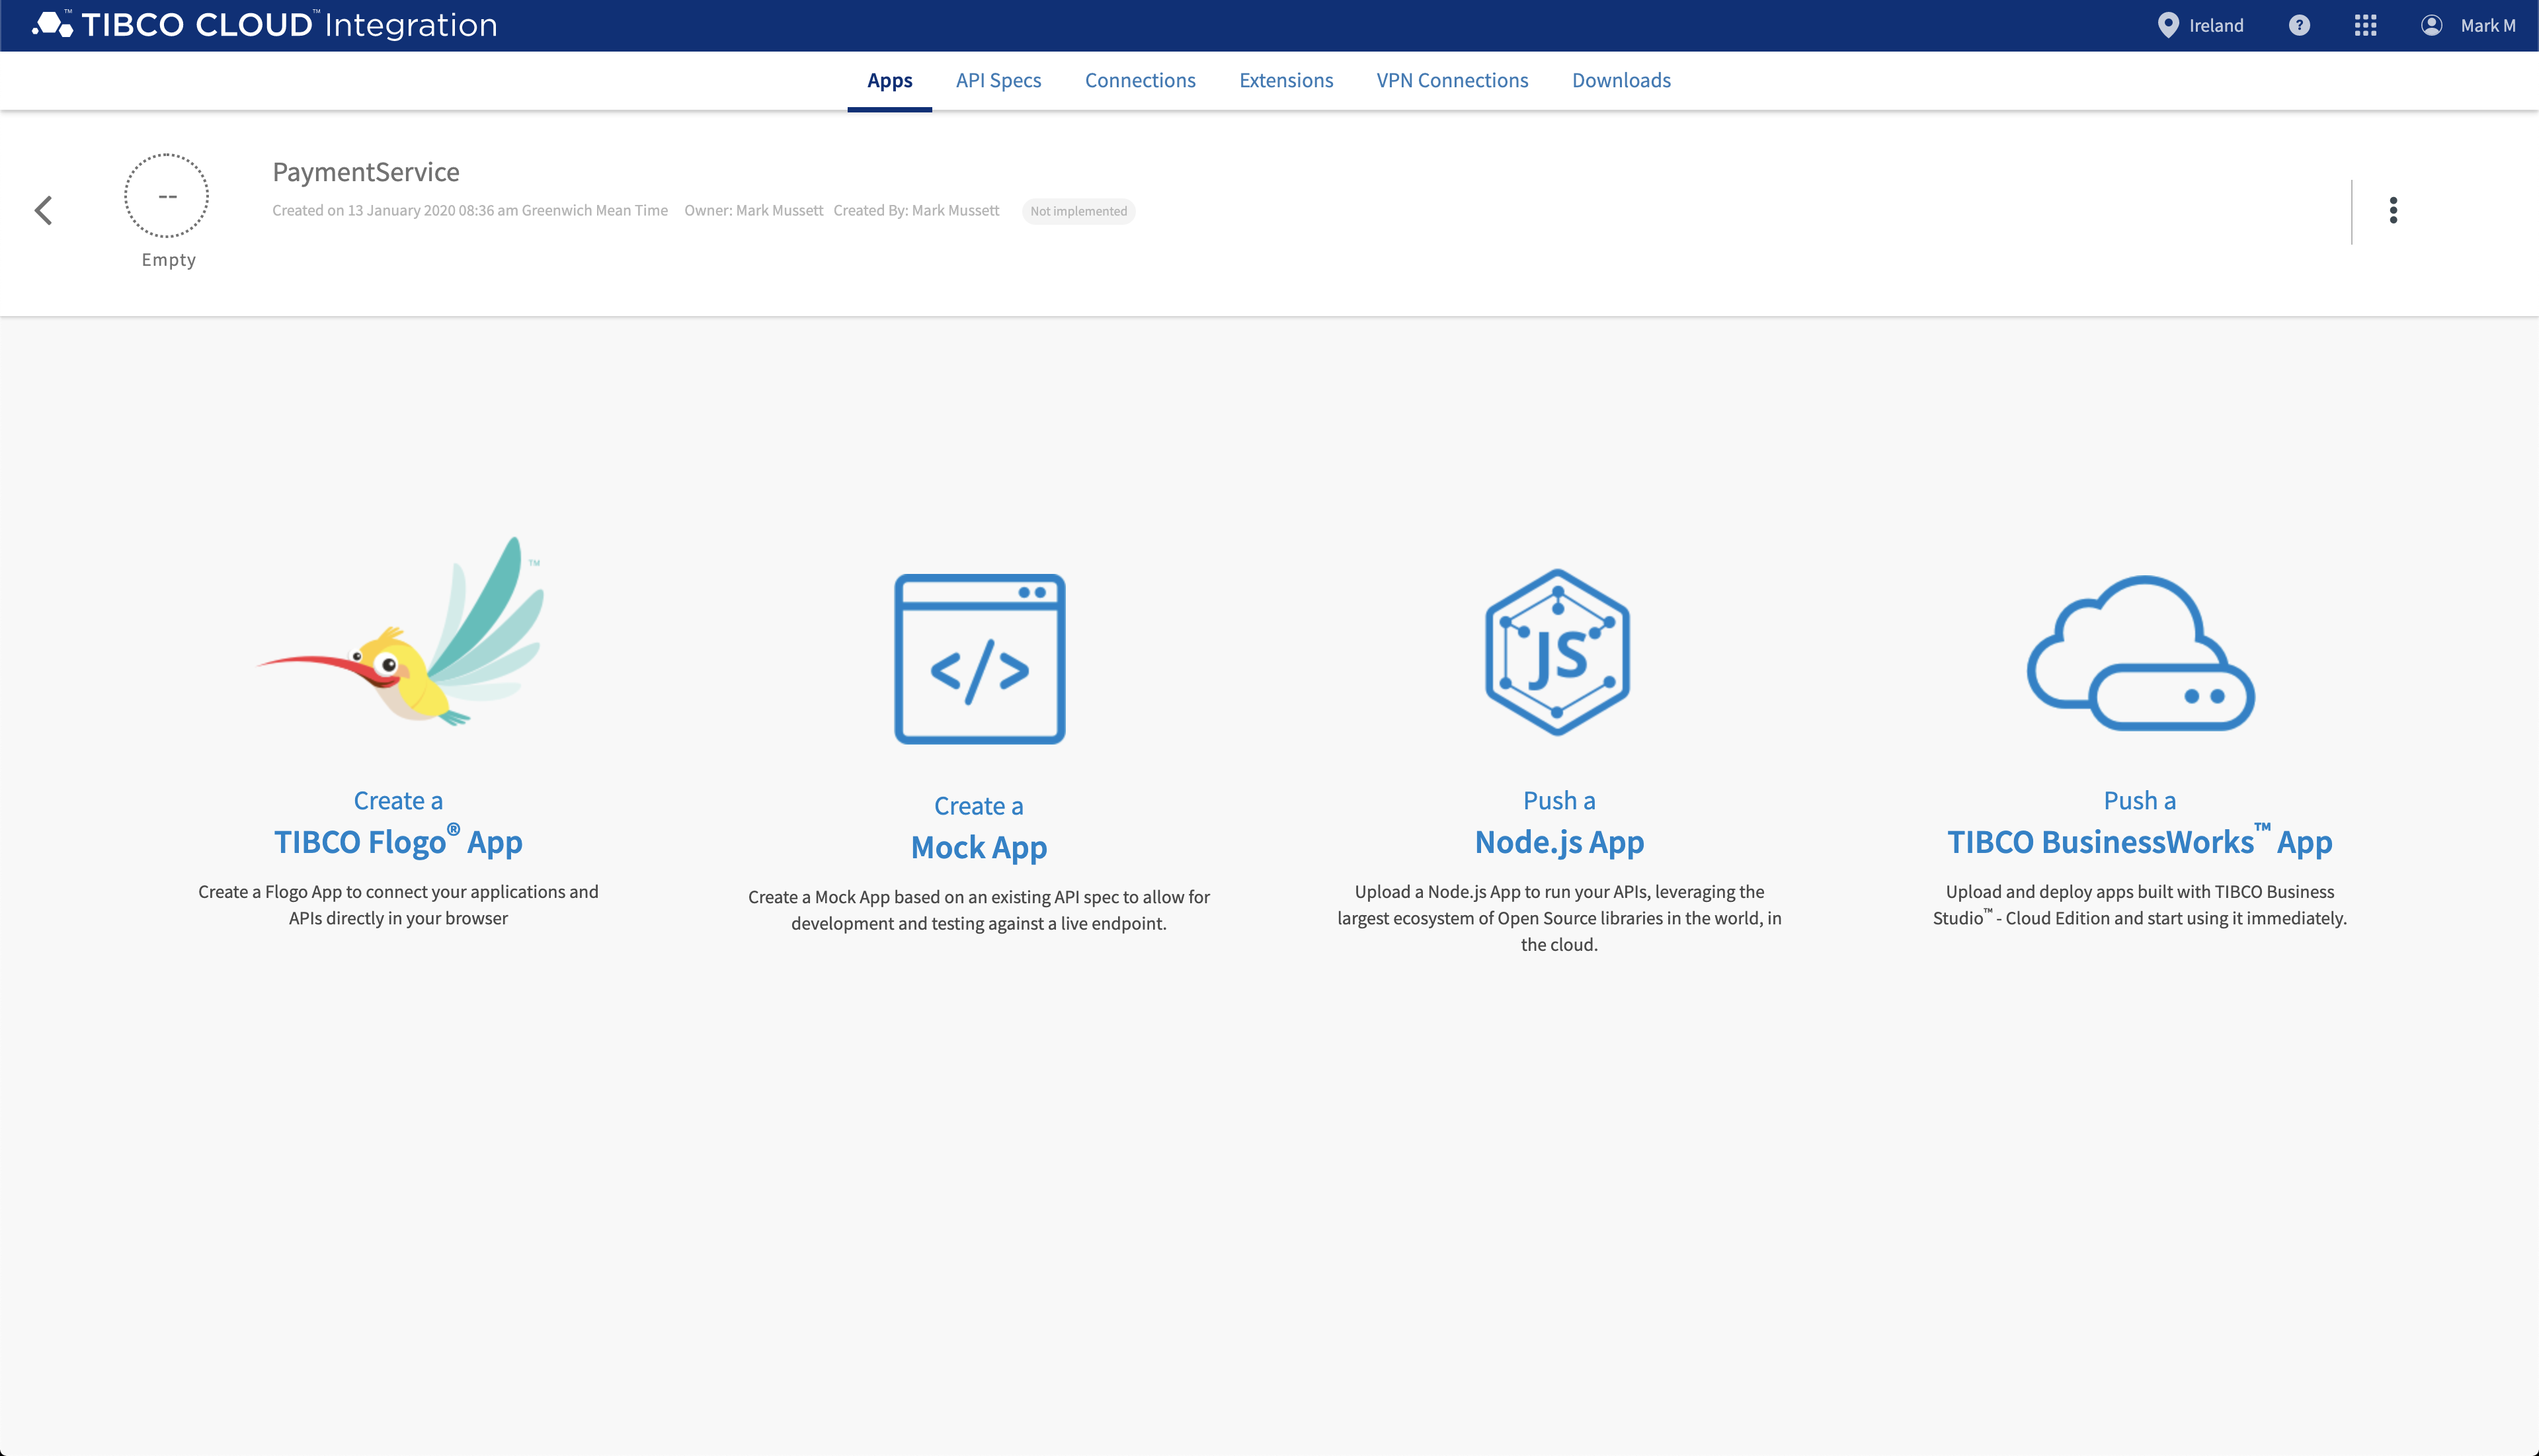 TIBCO CLOUD™ Integration
Ireland
?
Mark M
Apps
API Specs
Connections
Extensions
VPN Connections
Downloads
--
Empty
PaymentService
Created on 13 January 2020 08:36 am Greenwich Mean Time Owner: Mark Mussett Created By: Mark Mussett Not implemented
™
Create a
TIBCO Flogo® App
Create a Flogo App to connect your applications and
APIs directly in your browser
</>
Create a
Mock App
Create a Mock App based on an existing API spec to allow for
development and testing against a live endpoint.
JS
Push a
Node.js App
Upload a Node.js App to run your APIs, leveraging the
largest ecosystem of Open Source libraries in the world, in
the cloud.
Push a
TIBCO BusinessWorks™ App
Upload and deploy apps built with TIBCO Business
Studio™ - Cloud Edition and start using it immediately.